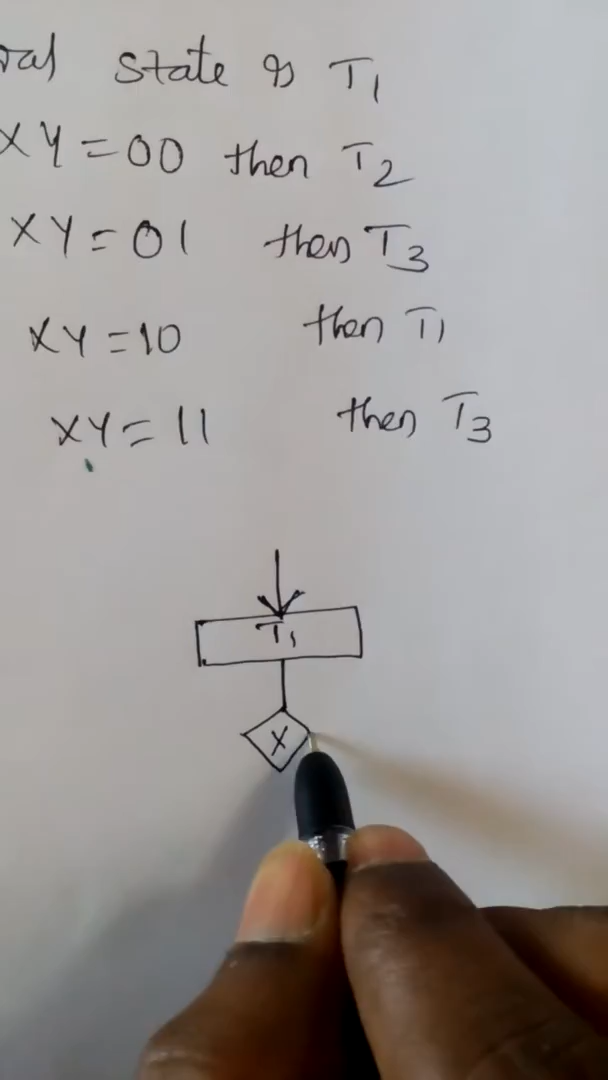 state is T1
XY=00 then T2
XY=01 then T3
XY=10 then T1
XY=11 then T3
T1
X